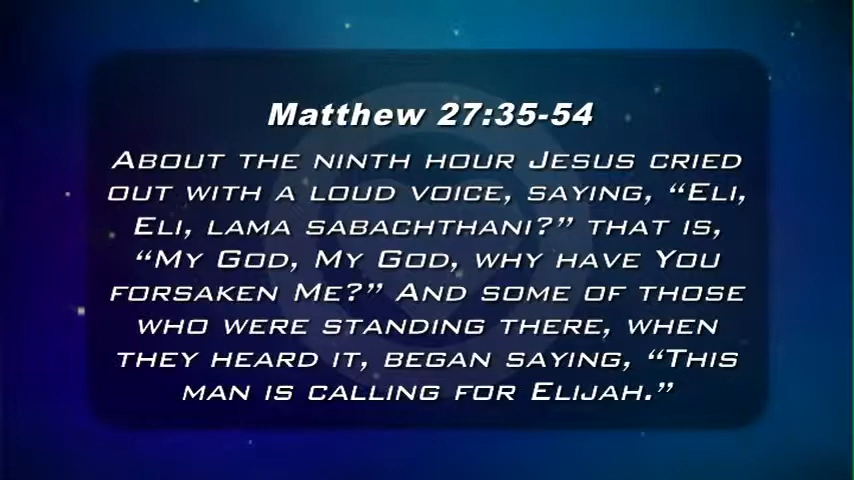 Matthew 27:35-54
About the ninth hour Jesus cried
out with a loud voice, saying, “Eli,
Eli, lama sabachthani?” that is,
“My God, My God, why have You
forsaken Me?” And some of those
who were standing there, when
they heard it, began saying, “This
man is calling for Elijah.”